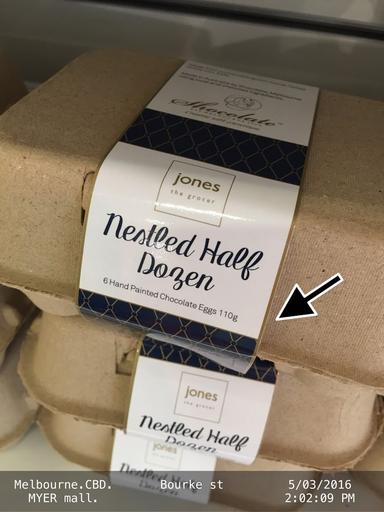 Chocolate
jones
the grocer
Nestled Half
Dozen
6 Hand Painted Chocolate Eggs 110g
jones
the grocer
Nestled Half
Dozen
jones
Melbourne.CBD. Bourke st 5/03/2016
MYER mall. 2:02:09 PM